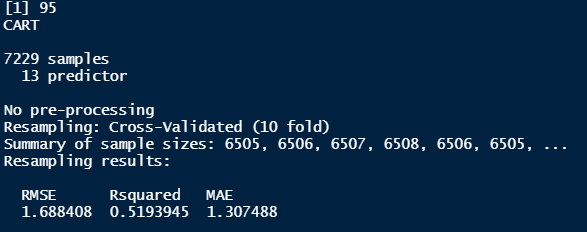 [1] 95
CART
7229 samples
13 predictor
No pre-processing
Resampling: Cross-Validated (10 fold)
Summary of sample sizes: 6505, 6506, 6507, 6508, 6506, 6505, ...
Resampling results:
RMSE Rsquared MAE
1.688408 0.5193945 1.307488